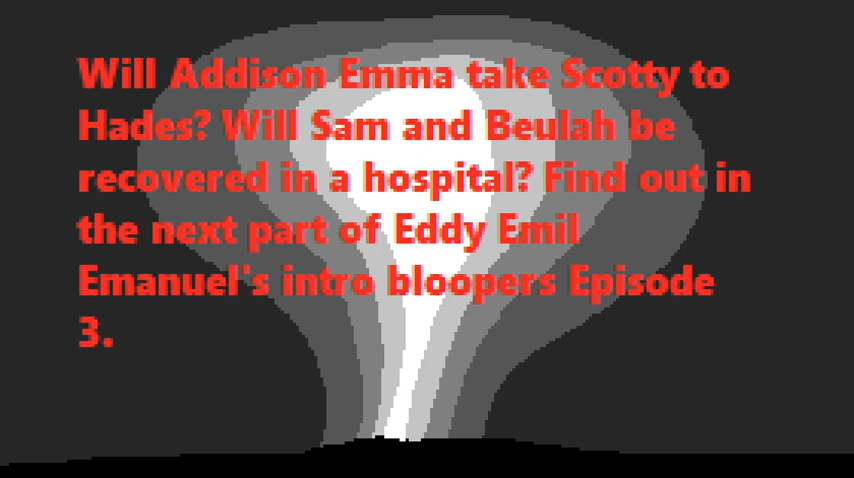 Will Addison Emma take Scotty to
Hades? Will Sam and Beulah be
recovered in a hospital? Find out in
the next part of Eddy Emil
Emanuel's intro bloopers Episode
3.